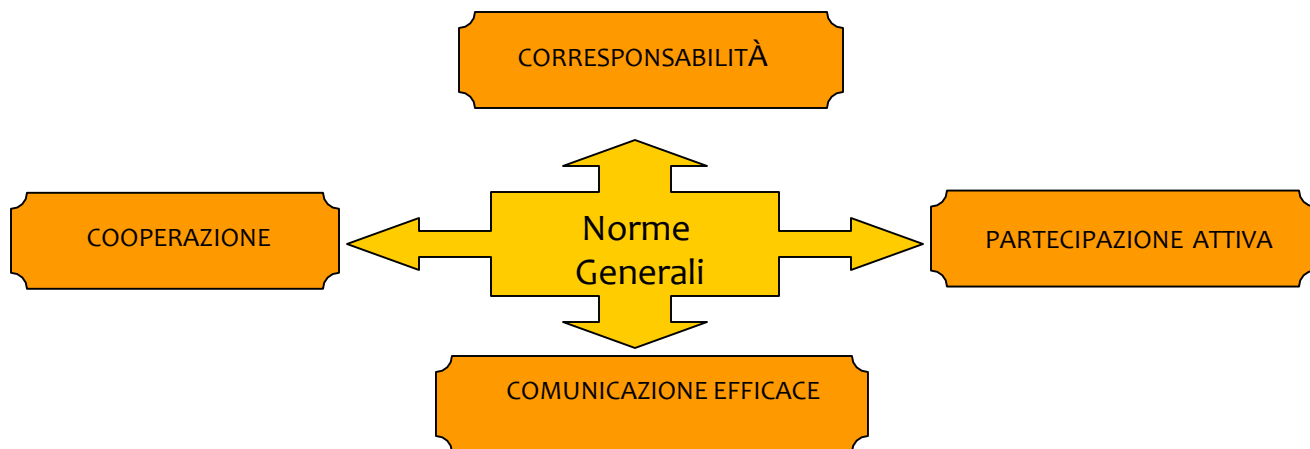 CORRESPONSABILITÀ
COOPERAZIONE
Norme
Generali
PARTECIPAZIONE ATTIVA
COMUNICAZIONE EFFICACE